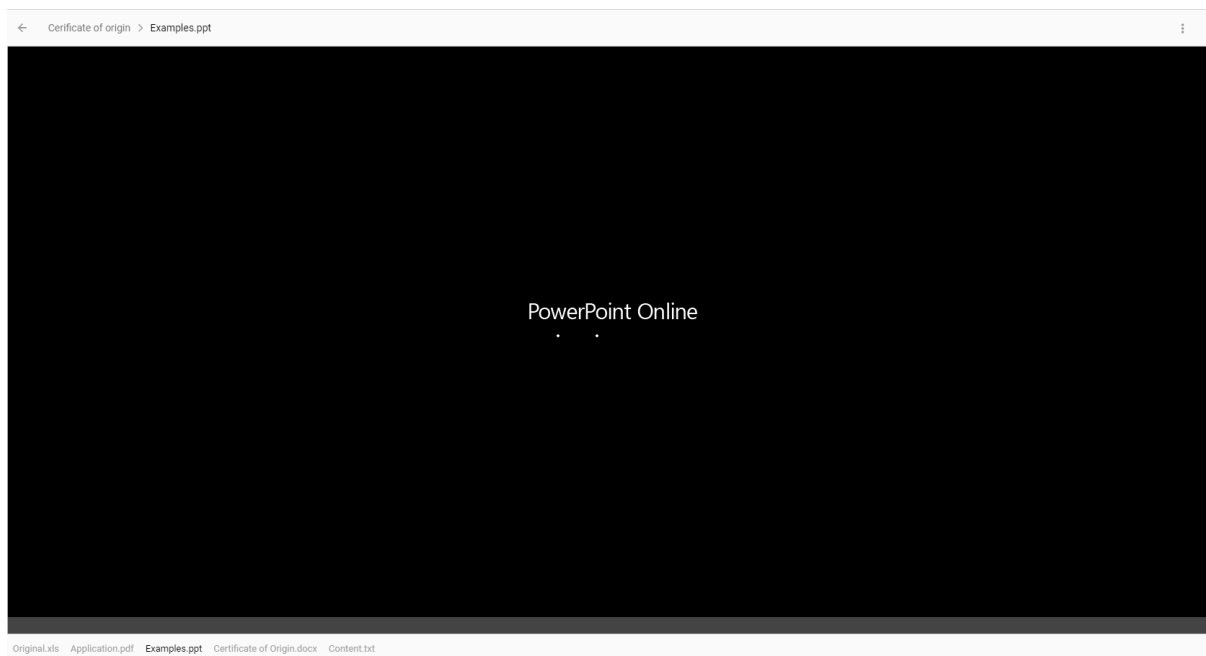 Cerificate of origin > Examples.ppt
PowerPoint Online
Original.xls Application.pdf Examples.ppt Certificate of Origin.docx Content.txt